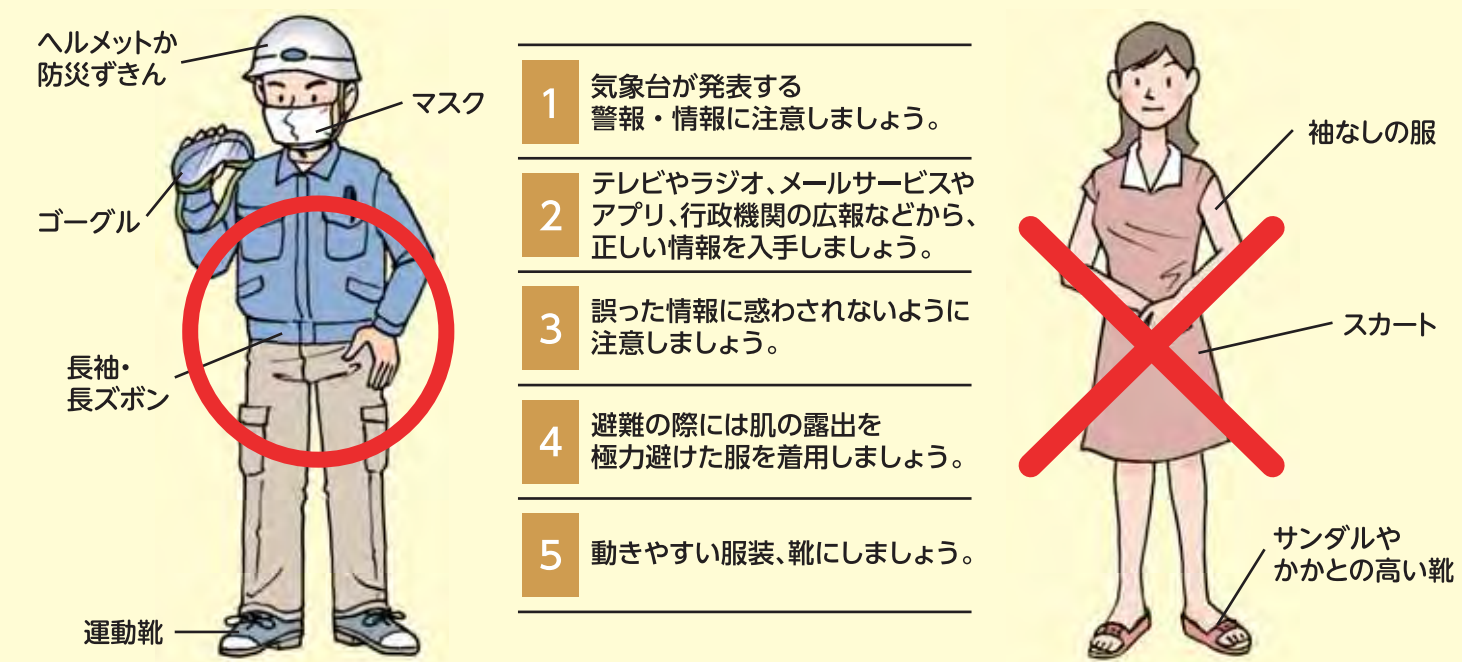 ヘルメットか
防災ずきん
マスク
ゴーグル
長袖・
長ズボン
運動靴
1
気象台が発表する
警報・情報に注意しましょう。
2
テレビやラジオ、メールサービスや
アプリ、行政機関の広報などから、
正しい情報を入手しましょう。
3
誤った情報に惑わされないように
注意しましょう。
4
避難の際には肌の露出を
極力避けた服を着用しましょう。
5
動きやすい服装、靴にしましょう。
袖なしの服
スカート
サンダルや
かかとの高い靴